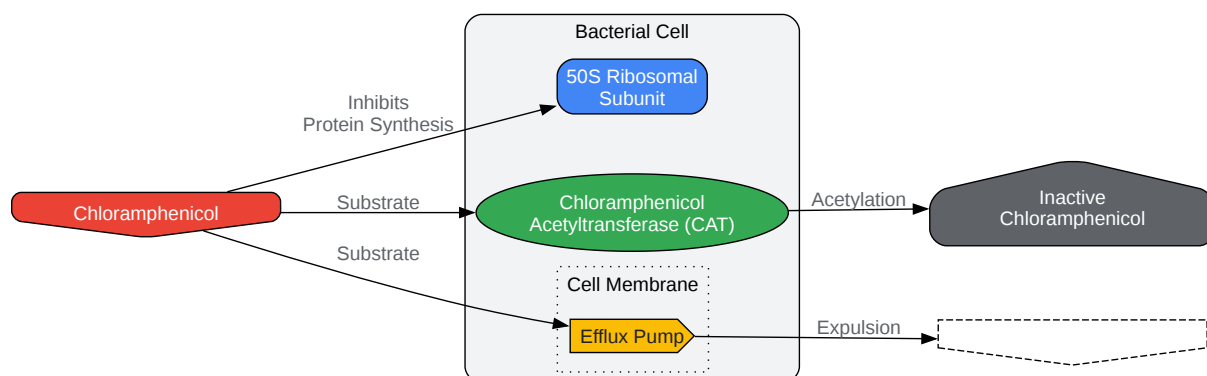 Bacterial Cell
50S Ribosomal
Subunit
Inhibits
Protein Synthesis
Chloramphenicol
Substrate
Chloramphenicol
Acetyltransferase (CAT)
Acetylation
Inactive
Chloramphenicol
Substrate
Cell Membrane
Efflux Pump
Expulsion